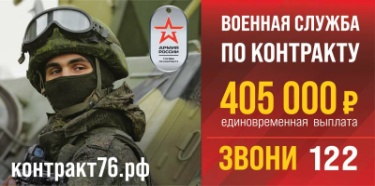 АРМИЯ
РОССИИ
контракт76.рф
ВОЕННАЯ СЛУЖБА
ПО КОНТРАКТУ
405 000 ₽
единовременная выплата
ЗВОНИ 122